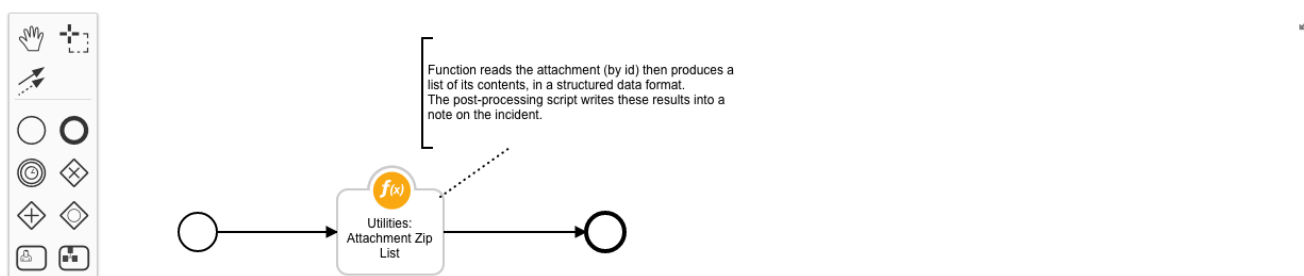 Function reads the attachment (by id) then produces a
list of its contents, in a structured data format.
The post-processing script writes these results into a
note on the incident.
f(x)
Utilities:
Attachment Zip
List